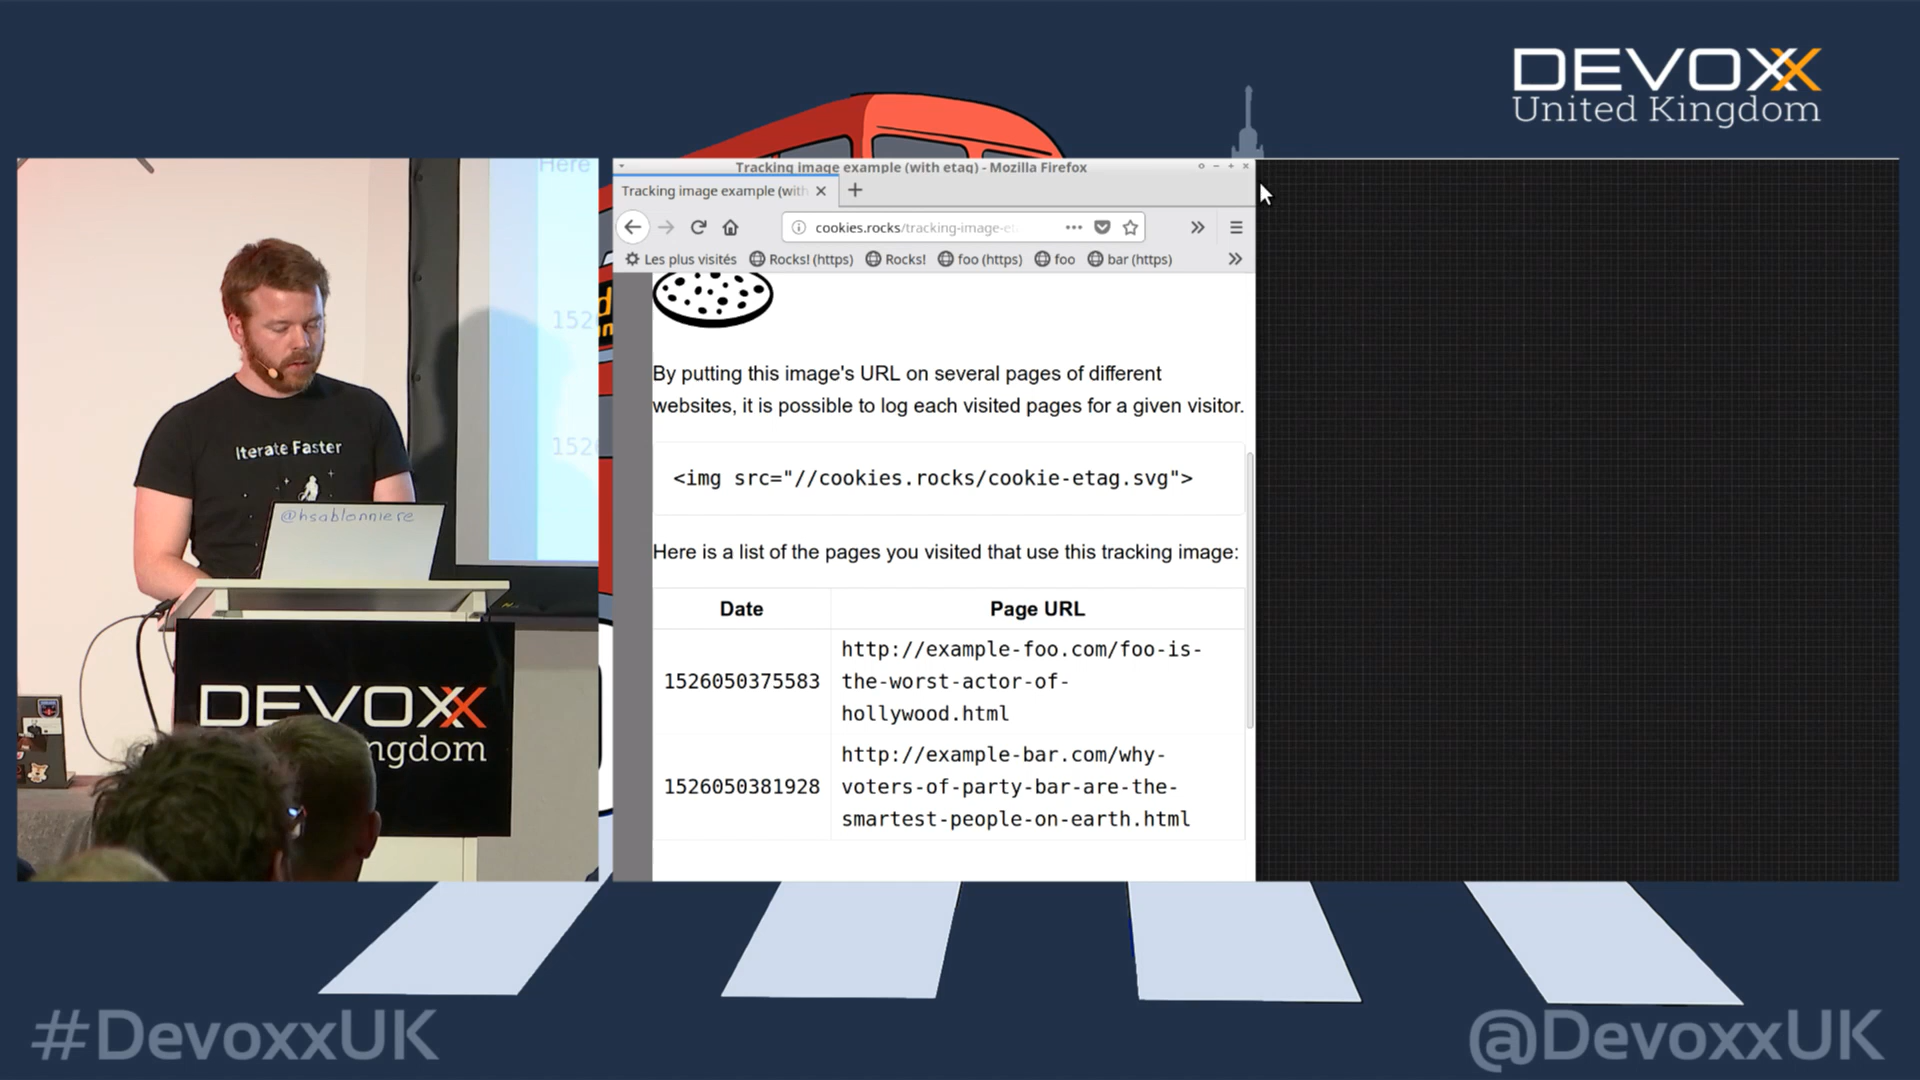 DEVOXX
United Kingdom
Here
152
152
Iterate Faster
@hsablonniere
DEVOXX
ngdom
Tracking image example (with etag) - Mozilla Firefox
Tracking image example (with
cookies.rocks/tracking-image-et
Les plus visités
Rocks! (https)
Rocks!
foo (https)
foo
bar (https)
By putting this image's URL on several pages of different
websites, it is possible to log each visited pages for a given visitor.
<img src="//cookies.rocks/cookie-etag.svg">
Here is a list of the pages you visited that use this tracking image:
Date Page URL
http://example-foo.com/foo-is-
1526050375583 the-worst-actor-of-
hollywood.html
http://example-bar.com/why-
1526050381928 voters-of-party-bar-are-the-
smartest-people-on-earth.html
#DevoxxUK
@DevoxxUK